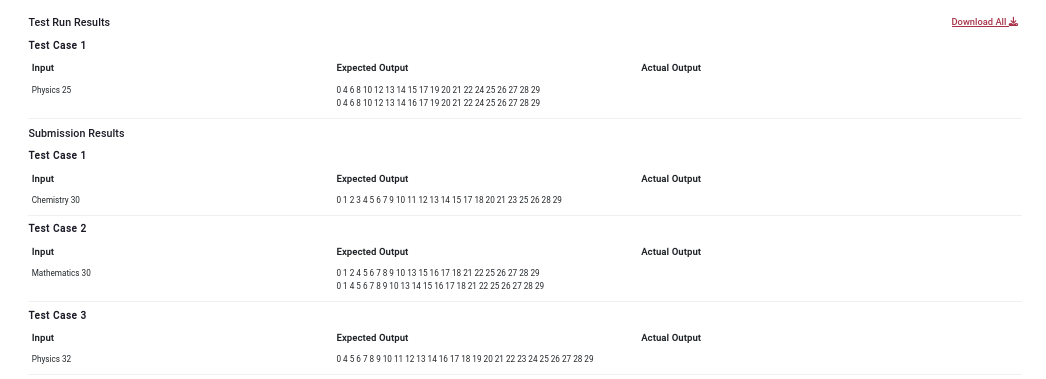 Test Run Results
Download All
Test Case 1
Input Expected Output Actual Output
Physics 25 0 4 6 8 10 12 13 14 15 17 19 20 21 22 24 25 26 27 28 29
0 4 6 8 10 12 13 14 16 17 19 20 21 22 24 25 26 27 28 29
Submission Results
Test Case 1
Input Expected Output Actual Output
Chemistry 30 0 1 2 3 4 5 6 7 9 10 11 12 13 14 15 17 18 20 21 23 25 26 28 29
Test Case 2
Input Expected Output Actual Output
Mathematics 30 0 1 2 4 5 6 7 8 9 10 13 15 16 17 18 21 22 25 26 27 28 29
0 1 4 5 6 7 8 9 10 13 14 15 16 17 18 21 22 25 26 27 28 29
Test Case 3
Input Expected Output Actual Output
Physics 32 0 4 5 6 7 8 9 10 11 12 13 14 16 17 18 19 20 21 22 23 24 25 26 27 28 29